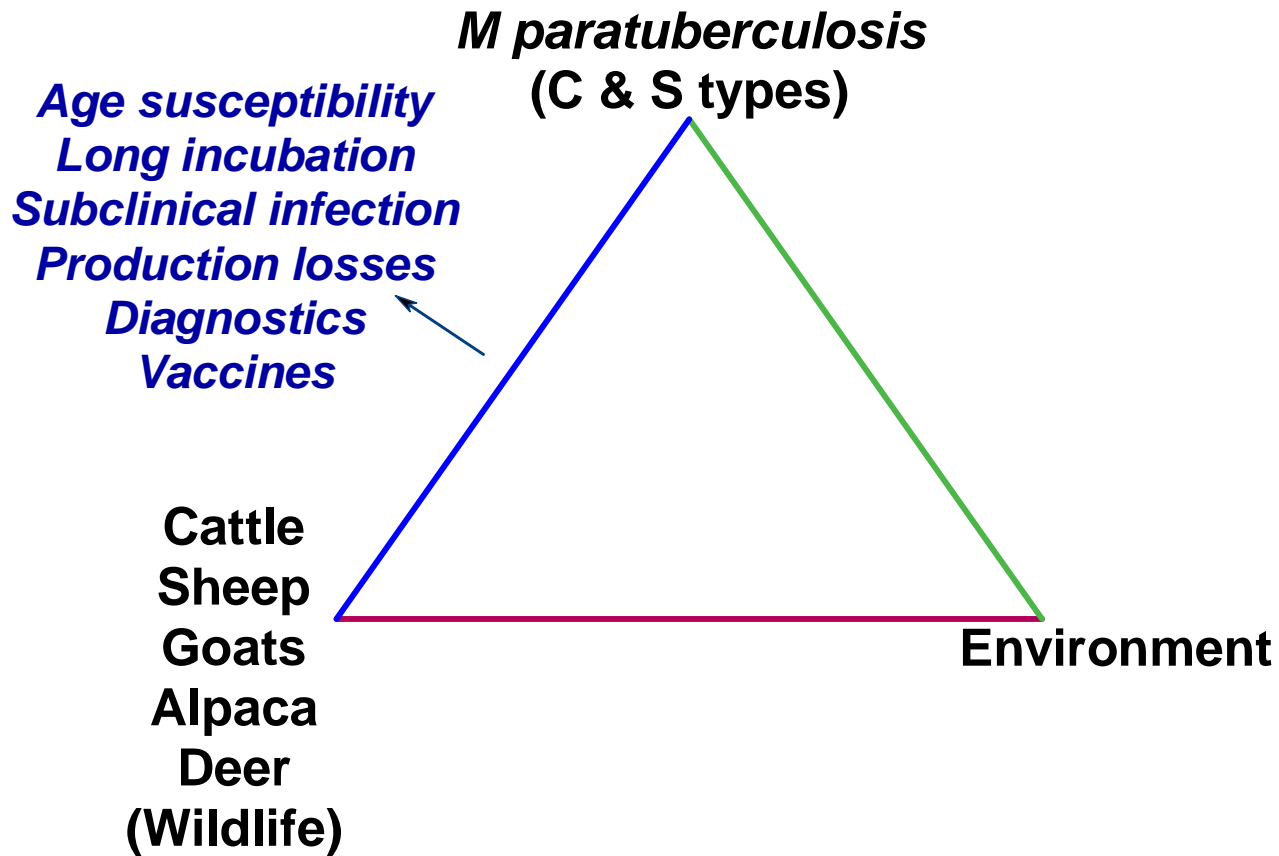 M paratuberculosis
(C & S types)
Age susceptibility
Long incubation
Subclinical infection
Production losses
Diagnostics
Vaccines
Cattle
Sheep
Goats
Alpaca
Deer
(Wildlife)
Environment